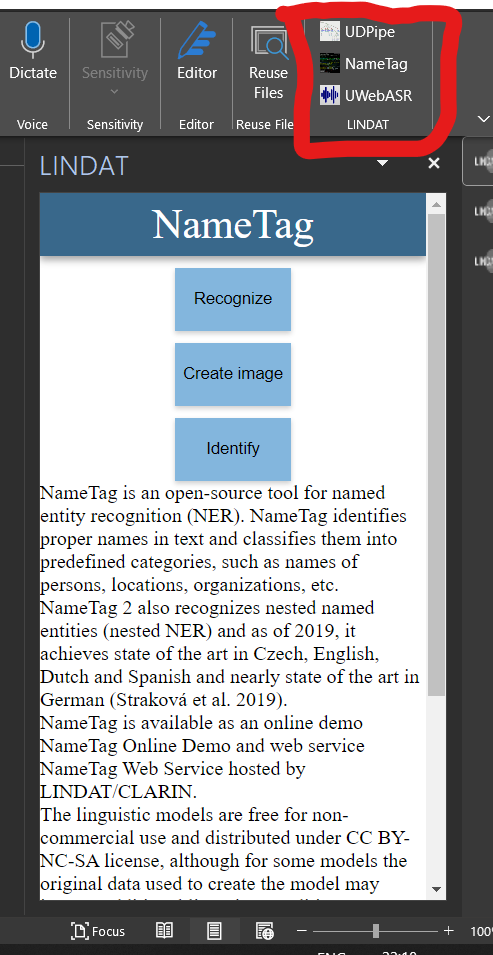 UDPipe
NameTag
UWebASR
Dictate
Sensitivity
Editor
Reuse
Files
Voice
Sensitivity
Editor
Reuse File
LINDAT
LINDAT
NameTag
Recognize
Create image
Identify
NameTag is an open-source tool for named
entity recognition (NER). NameTag identifies
proper names in text and classifies them into
predefined categories, such as names of
persons, locations, organizations, etc.
NameTag 2 also recognizes nested named
entities (nested NER) and as of 2019, it
achieves state of the art in Czech, English,
Dutch and Spanish and nearly state of the art in
German (Straková et al. 2019).
NameTag is available as an online demo
NameTag Online Demo and web service
NameTag Web Service hosted by
LINDAT/CLARIN.
The linguistic models are free for non-
commercial use and distributed under CC BY-
NC-SA license, although for some models the
original data used to create the model may
Focus
100%